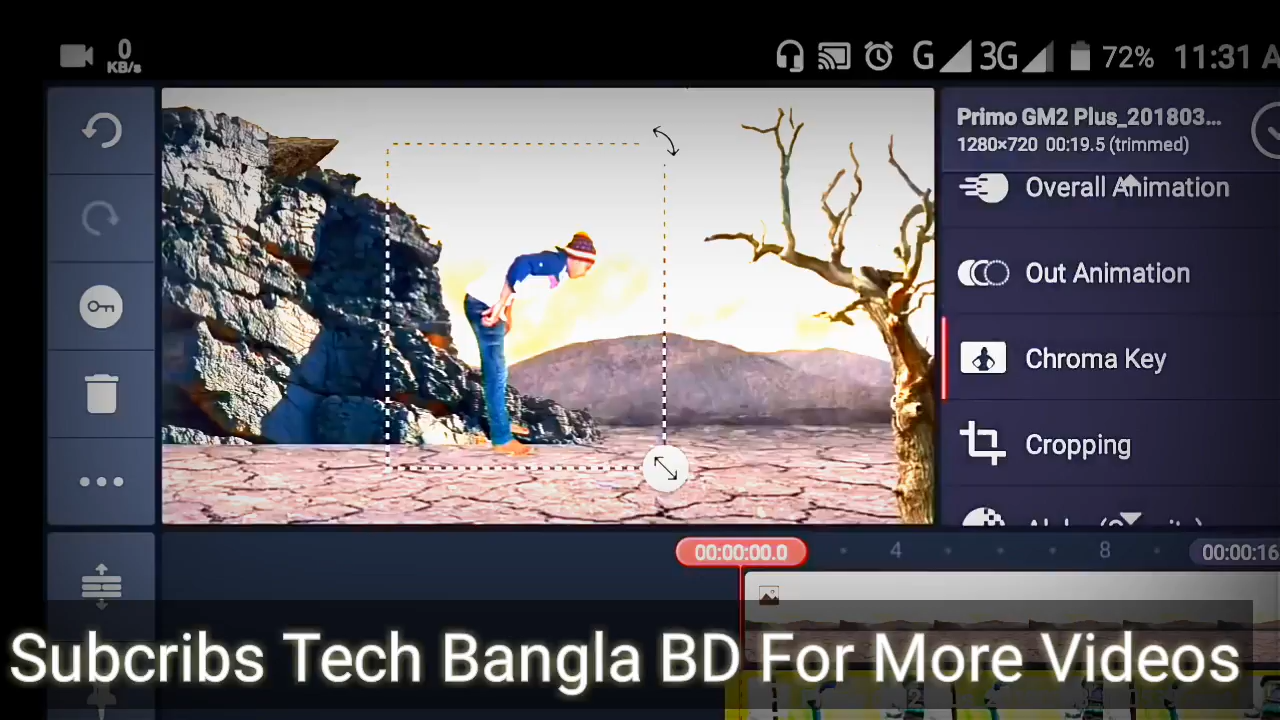 0
KB/s
G 3G 72% 11:31 A
Primo GM2 Plus_201803...
1280×720 00:19.5 (trimmed)
Overall Animation
Out Animation
Chroma Key
Cropping
00:00:00.0 4 8 00:00:16
Subcribs Tech Bangla BD For More Videos